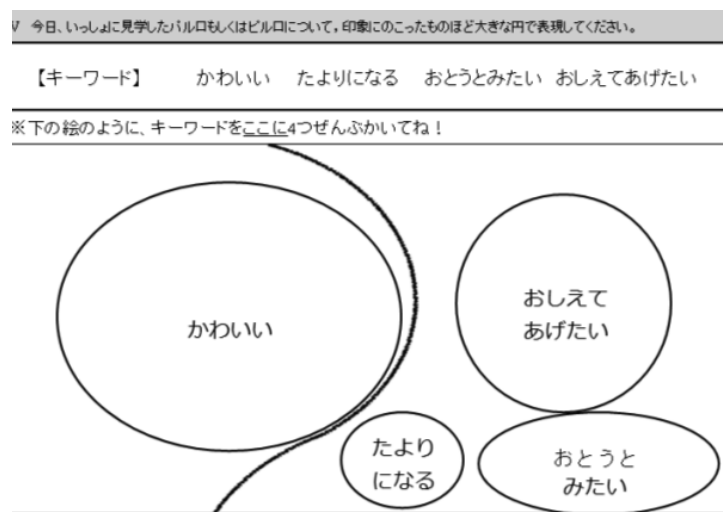 V 今日、いっしょに見学したパルロもしくはビルロについて，印象にのこったものほど大きな円で表現してください。
【キーワード】 かわいい たよりになる おとうとみたい おしえてあげたい
※下の絵のように、キーワードをここに4つぜんぶかいてね！
かわいい
おしえて
あげたい
たより
になる
おとうと
みたい